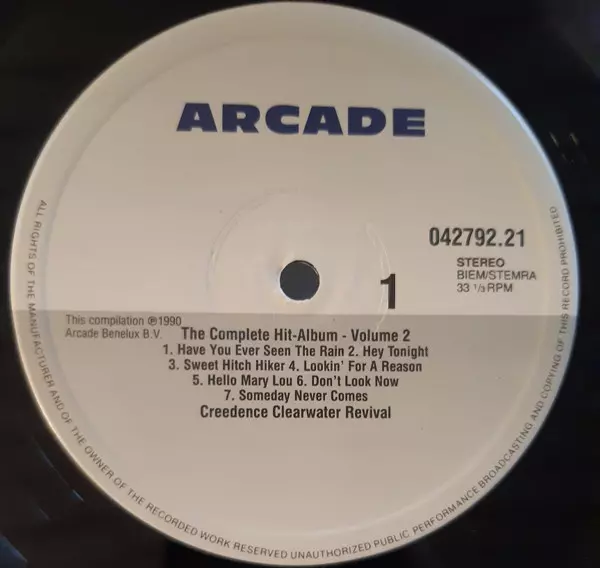 ARCADE
042792.21
STEREO
BIEM/STEMRA
33 1/3 RPM
1
This compilation ℗1990
Arcade Benelux B.V.
The Complete Hit-Album - Volume 2
1. Have You Ever Seen The Rain 2. Hey Tonight
3. Sweet Hitch Hiker 4. Lookin' For A Reason
5. Hello Mary Lou 6. Don't Look Now
7. Someday Never Comes
Creedence Clearwater Revival
ALL RIGHTS OF THE MANUFACTURER AND OF THE OWNER OF THE RECORDED WORK RESERVED UNAUTHORIZED PUBLIC PERFORMANCE BROADCASTING AND COPYING OF THIS RECORD PROHIBITED